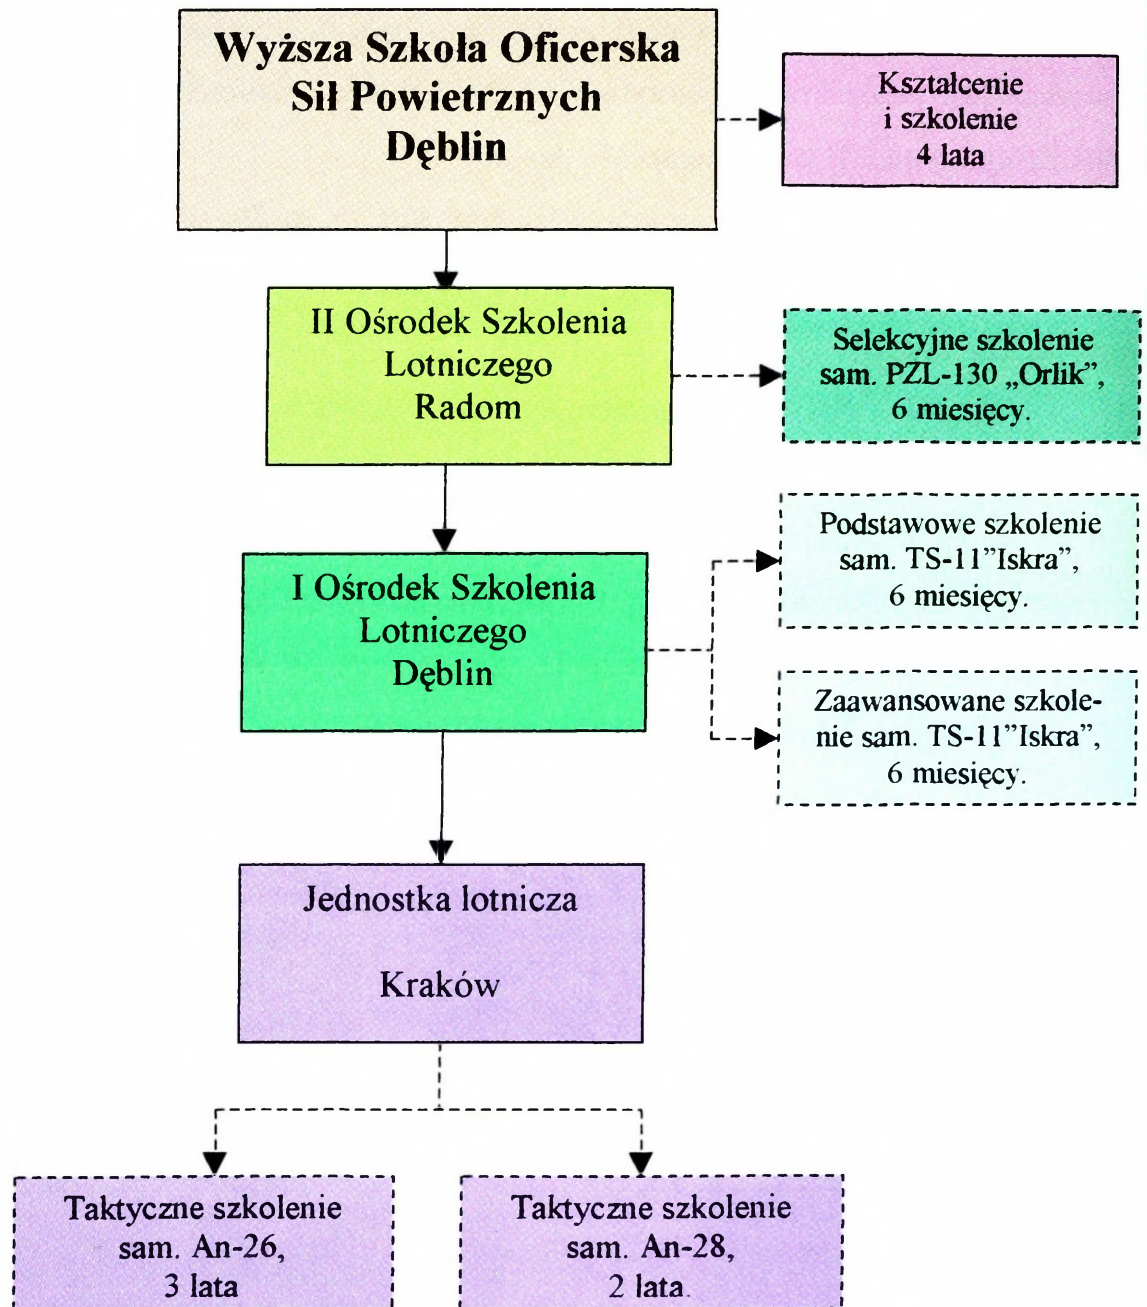 Wyższa Szkoła Oficerska
Sił Powietrznych
Dęblin
Kształcenie
i szkolenie
4 lata
II Ośrodek Szkolenia
Lotniczego
Radom
Selekcyjne szkolenie
sam. PZL-130 „Orlik”,
6 miesięcy.
I Ośrodek Szkolenia
Lotniczego
Dęblin
Podstawowe szkolenie
sam. TS-11”Iskra”,
6 miesięcy.
Zaawansowane szkole-
nie sam. TS-11”Iskra”,
6 miesięcy.
Jednostka lotnicza
Kraków
Taktyczne szkolenie
sam. An-26,
3 lata
Taktyczne szkolenie
sam. An-28,
2 lata.